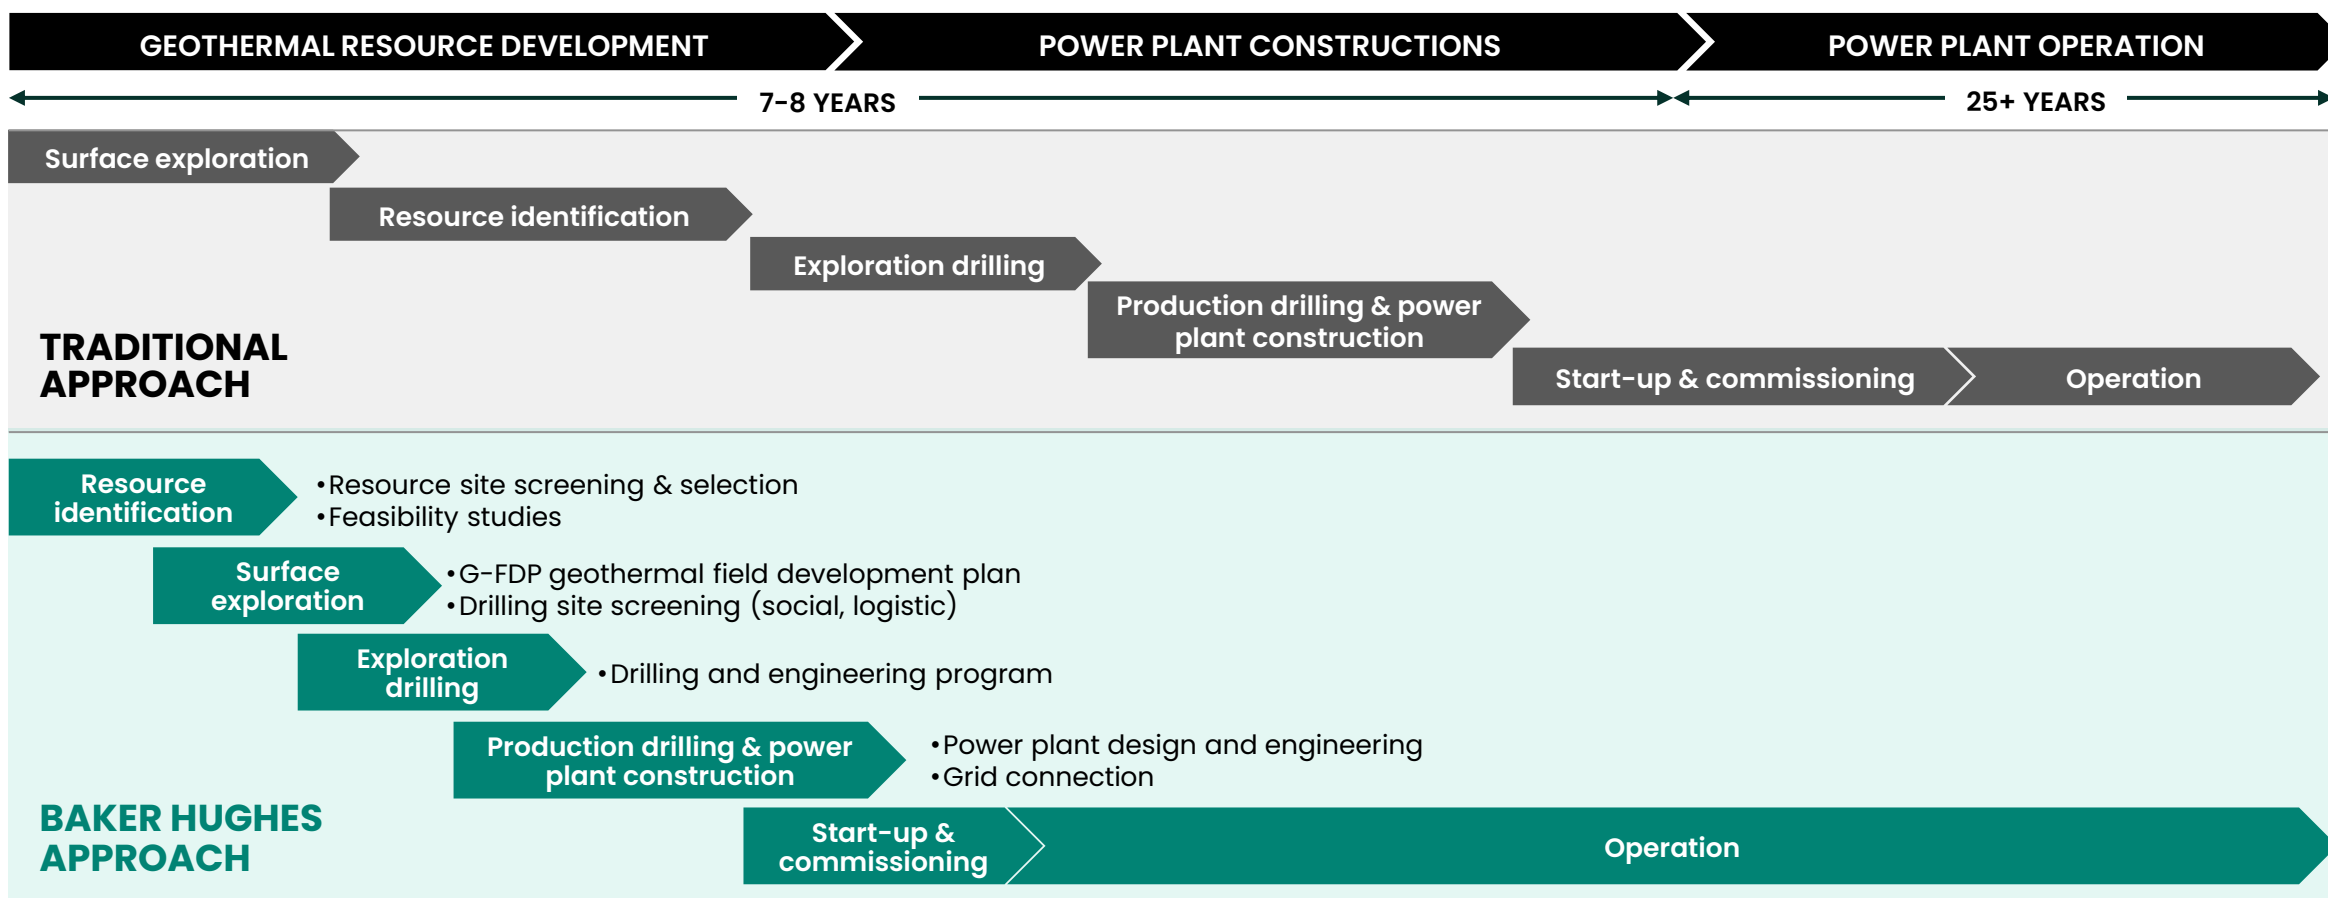 GEOTHERMAL RESOURCE DEVELOPMENT
POWER PLANT CONSTRUCTIONS
POWER PLANT OPERATION
7-8 YEARS
25+ YEARS
Surface exploration
Resource identification
Exploration drilling
Production drilling & power
plant construction
Start-up & commissioning
Operation
TRADITIONAL
APPROACH
Resource
identification
•Resource site screening & selection
•Feasibility studies
Surface
exploration
•G-FDP geothermal field development plan
•Drilling site screening (social, logistic)
Exploration
drilling
•Drilling and engineering program
Production drilling & power
plant construction
•Power plant design and engineering
•Grid connection
Start-up &
commissioning
Operation
BAKER HUGHES
APPROACH